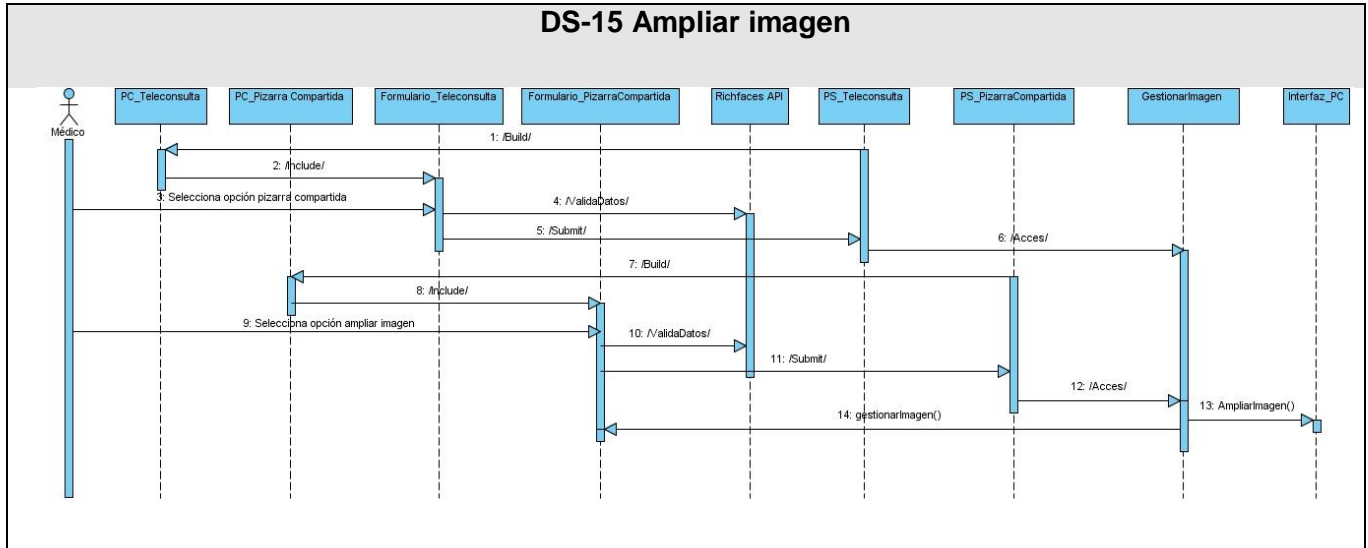 DS-15 Ampliar imagen
Médico
PC_Teleconsulta
PC_Pizarra Compartida
Formulario_Teleconsulta
Formulario_PizarraCompartida
Richfaces API
PS_Teleconsulta
PS_PizarraCompartida
GestionarImagen
Interfaz_PC
1: /Build/
2: /Include/
3: Selecciona opción pizarra compartida
4: /ValidaDatos/
5: /Submit/
6: /Acces/
7: /Build/
8: /Include/
9: Selecciona opción ampliar imagen
10: /ValidaDatos/
11: /Submit/
12: /Acces/
13: AmpliarImagen()
14: gestionarImagen()